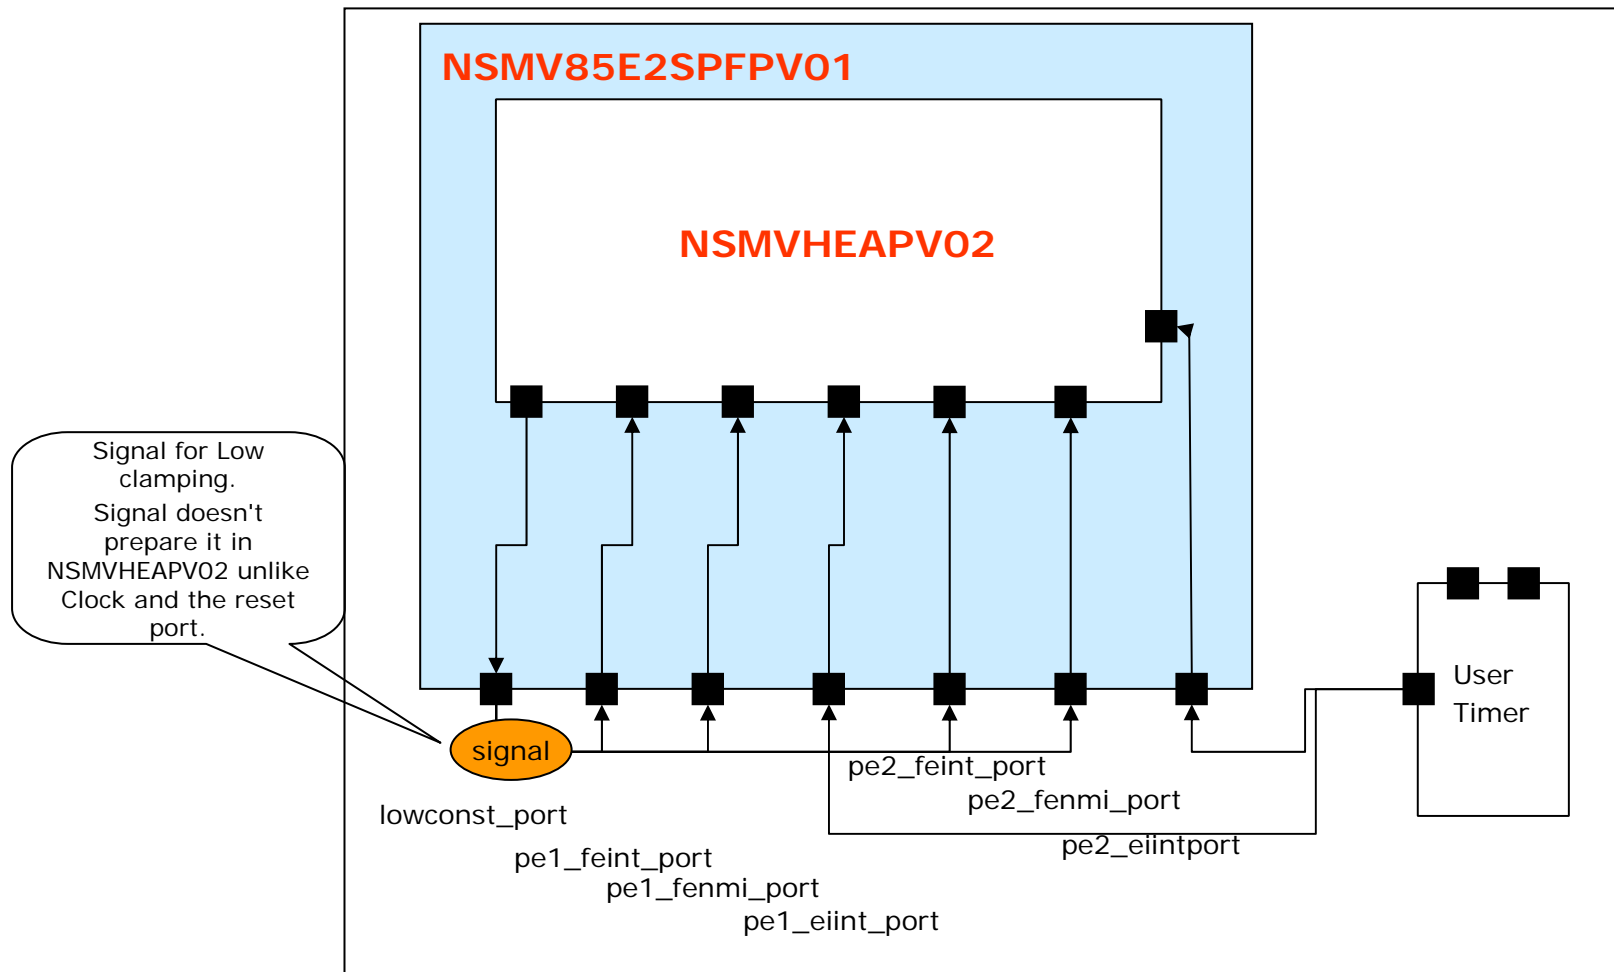 NSMV85E2SPFPV01
NSMVHEAPV02
Signal for Low
clamping.
Signal doesn't
prepare it in
NSMVHEAPV02 unlike
Clock and the reset
port.
User
Timer
signal
pe2_feint_port
pe2_fenmi_port
lowconst_port
pe2_eiintport
pe1_feint_port
pe1_fenmi_port
pe1_eiint_port